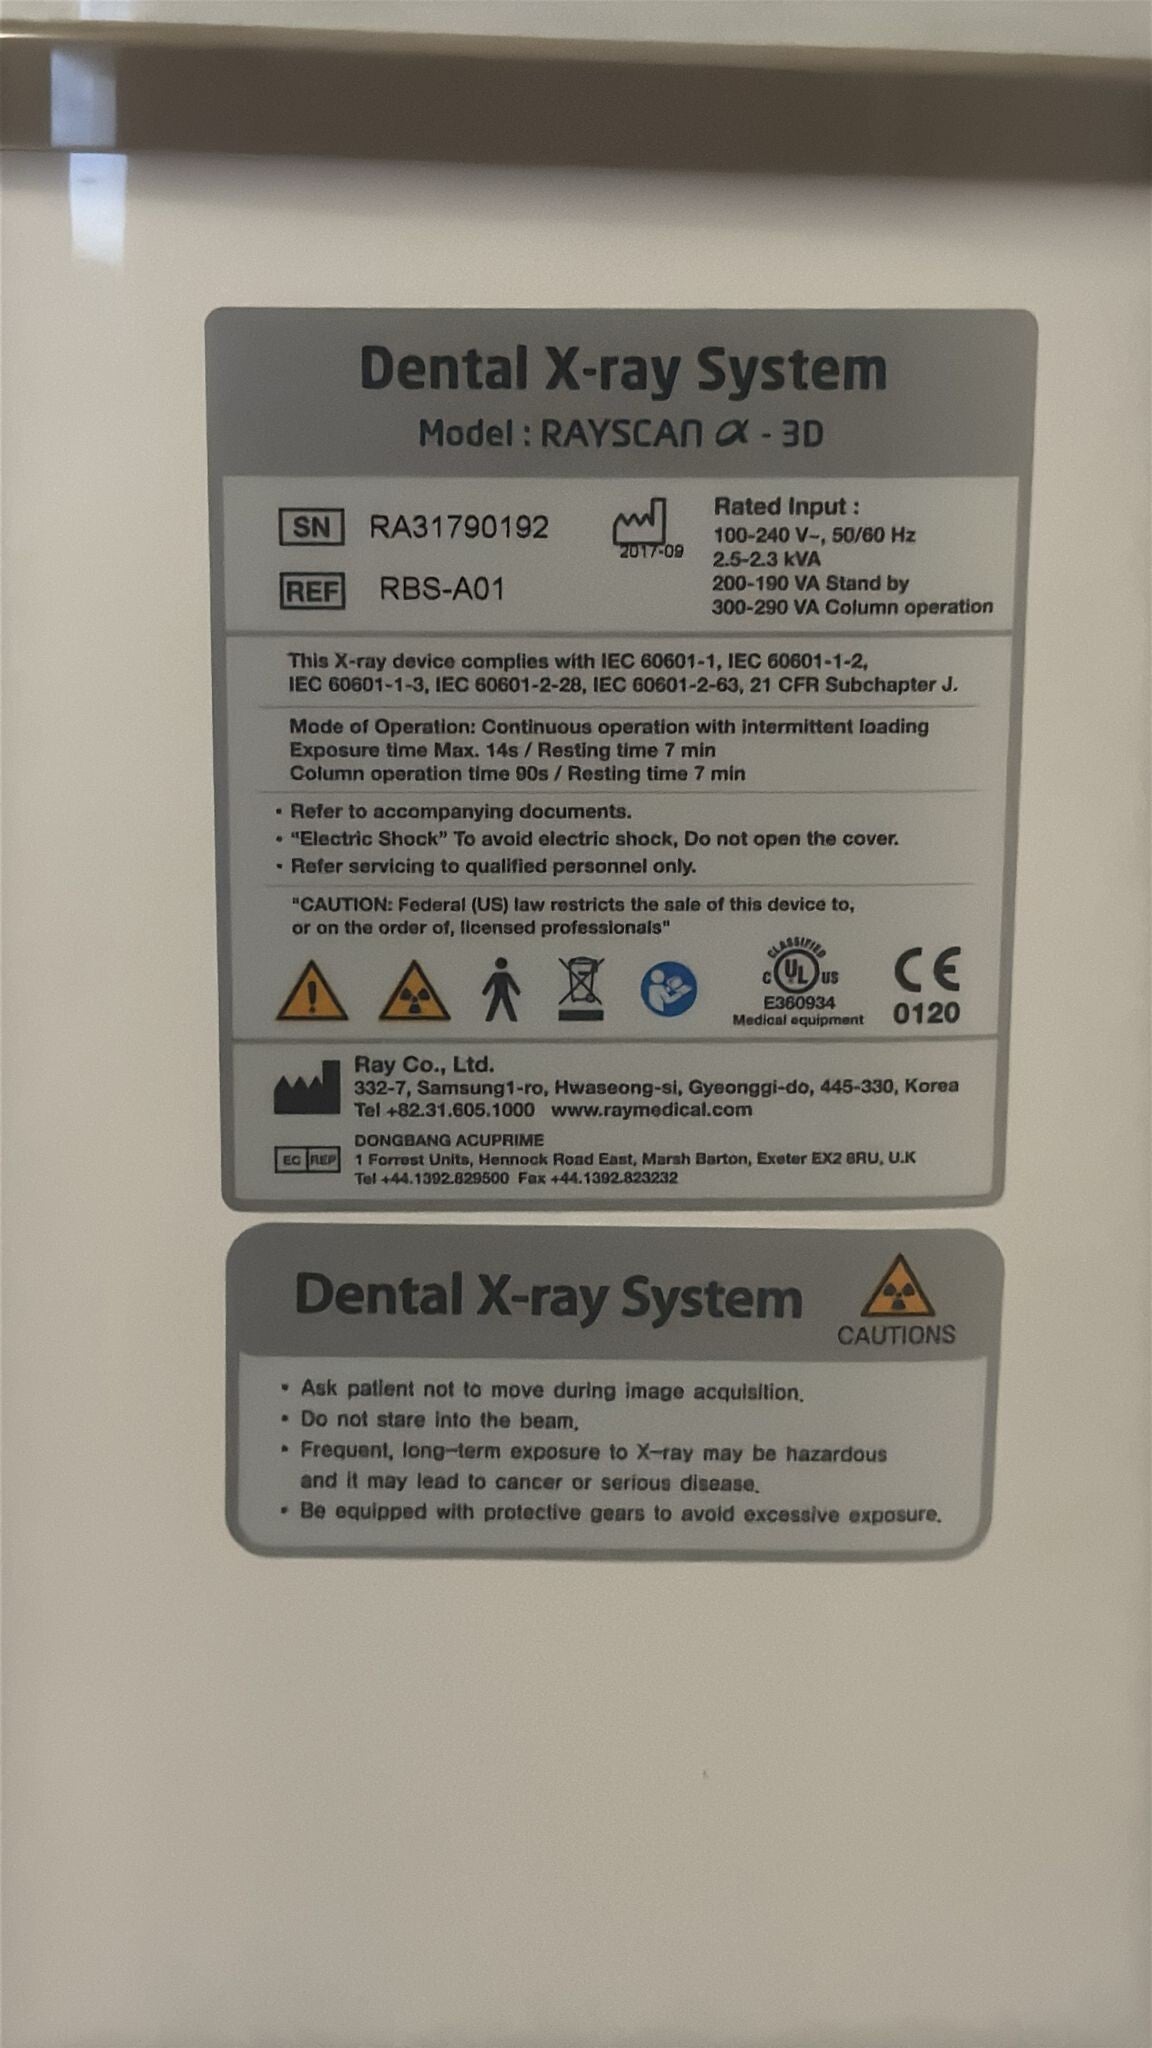 Dental X-ray System
Model : RAYSCAN α - 3D
SN RA31790192
2017-09
REF RBS-A01
Rated Input :
100-240 V~, 50/60 Hz
2.5-2.3 kVA
200-190 VA Stand by
300-290 VA Column operation
This X-ray device complies with IEC 60601-1, IEC 60601-1-2,
IEC 60601-1-3, IEC 60601-2-28, IEC 60601-2-63, 21 CFR Subchapter J.
Mode of Operation: Continuous operation with intermittent loading
Exposure time Max. 14s / Resting time 7 min
Column operation time 90s / Resting time 7 min
• Refer to accompanying documents.
• "Electric Shock" To avoid electric shock, Do not open the cover.
• Refer servicing to qualified personnel only.
"CAUTION: Federal (US) law restricts the sale of this device to,
or on the order of, licensed professionals"
CLASSIFIED
C UL US
E360934
Medical equipment
CE
0120
Ray Co., Ltd.
332-7, Samsung1-ro, Hwaseong-si, Gyeonggi-do, 445-330, Korea
Tel +82.31.605.1000 www.raymedical.com
EC REP
DONGBANG ACUPRIME
1 Forrest Units, Hennock Road East, Marsh Barton, Exeter EX2 8RU, U.K
Tel +44.1392.829500 Fax +44.1392.823232
Dental X-ray System
CAUTIONS
• Ask patient not to move during image acquisition.
• Do not stare into the beam.
• Frequent, long-term exposure to X-ray may be hazardous
and it may lead to cancer or serious disease.
• Be equipped with protective gears to avoid excessive exposure.